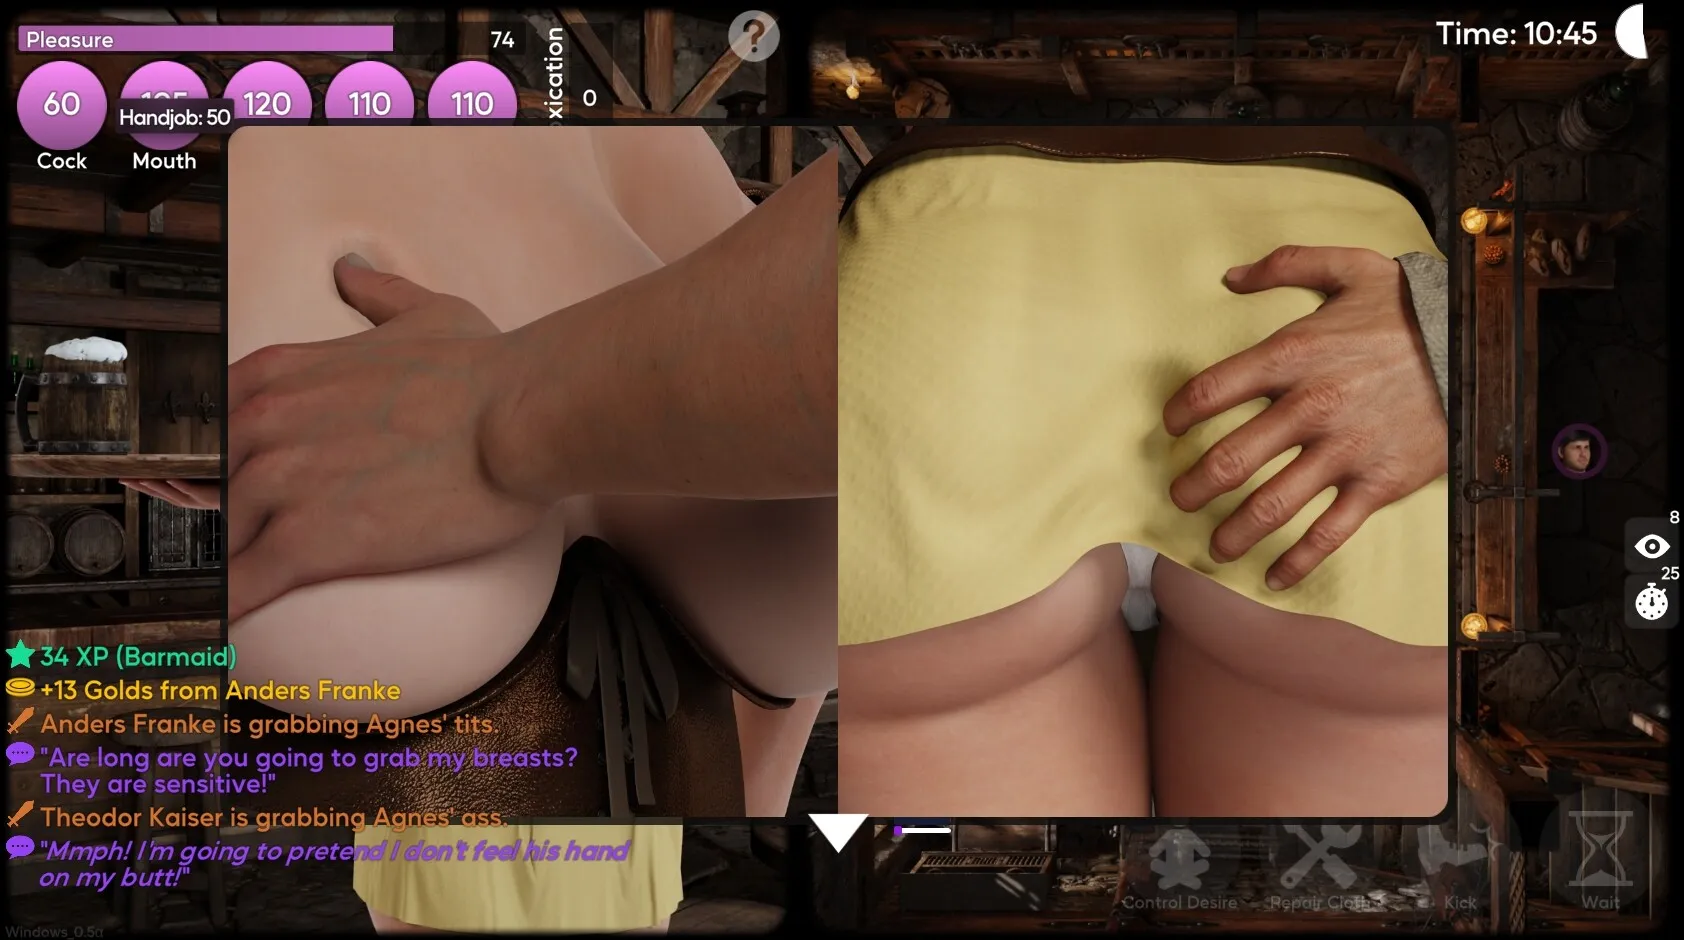 Pleasure
74
xication
0
Time: 10:45
60
120
110
110
Handjob: 50
Cock
Mouth
8
25
34 XP (Barmaid)
+13 Golds from Anders Franke
Anders Franke is grabbing Agnes' tits.
"Are long are you going to grab my breasts?
They are sensitive!"
Theodor Kaiser is grabbing Agnes' ass.
"Mmph! I'm going to pretend I don't feel his hand
on my butt!"
Control Desire
Repair Cloth
Kick
Wait
Windows_0.5a